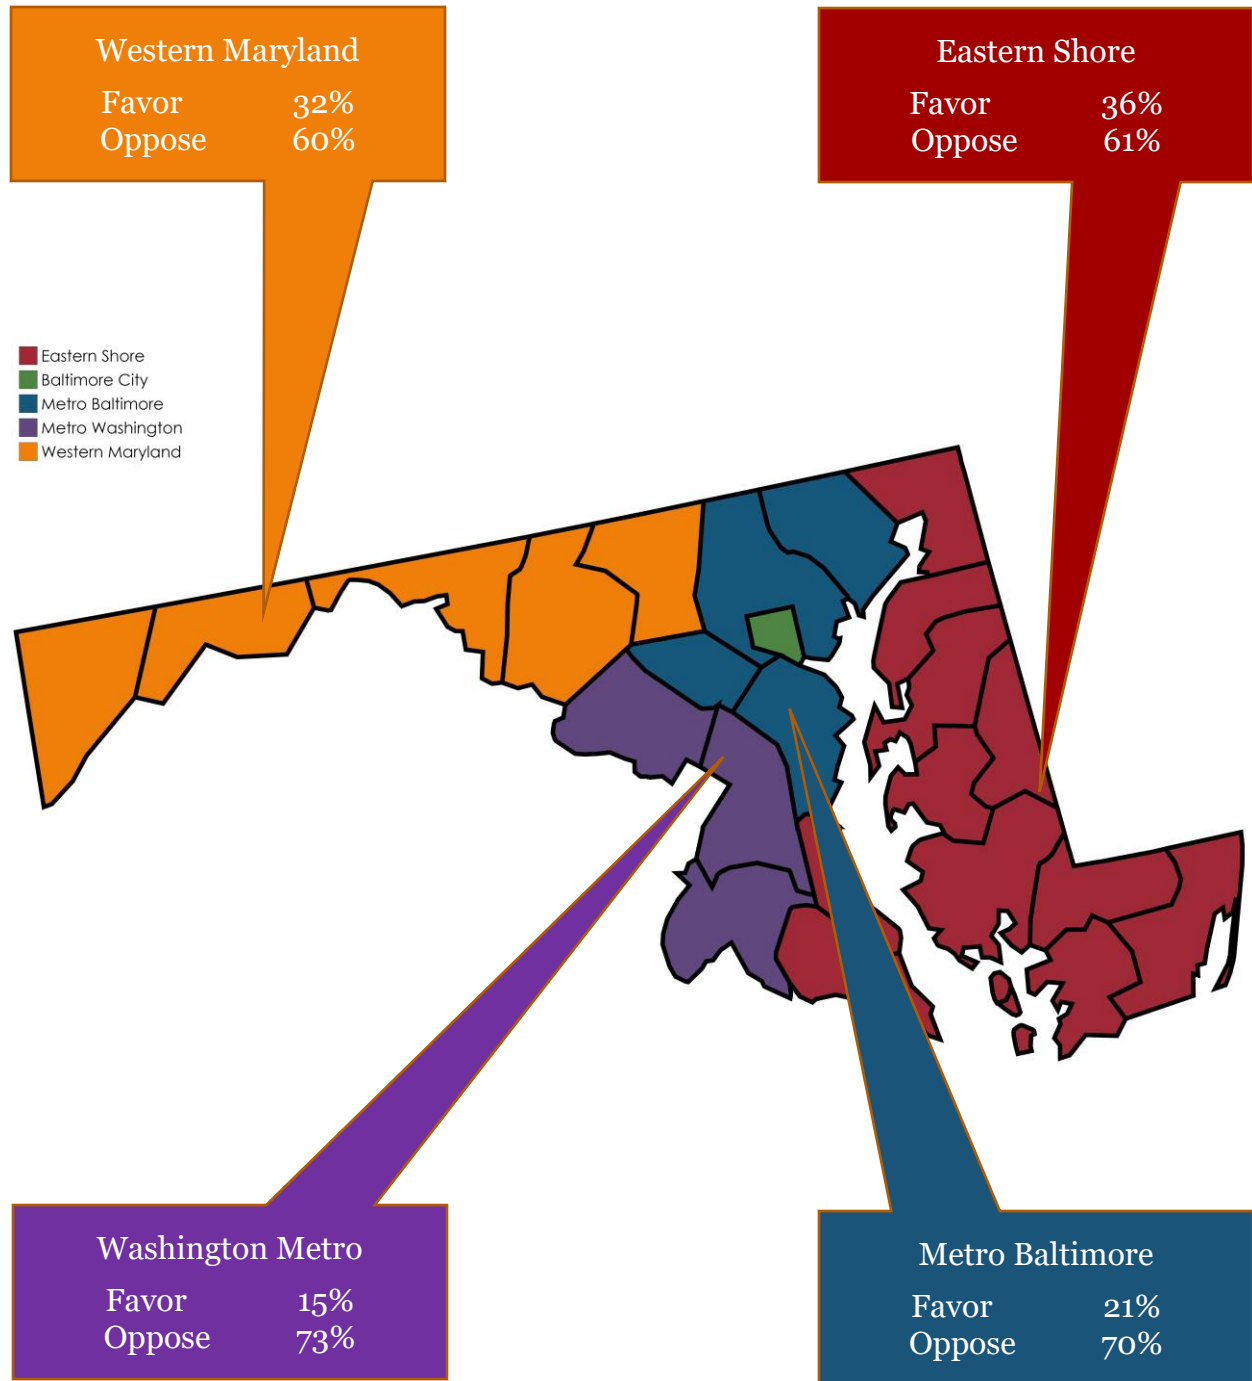 Western Maryland
Favor 32%
Oppose 60%
Eastern Shore
Favor 36%
Oppose 61%
Eastern Shore
Baltimore City
Metro Baltimore
Metro Washington
Western Maryland
Washington Metro
Favor 15%
Oppose 73%
Metro Baltimore
Favor 21%
Oppose 70%